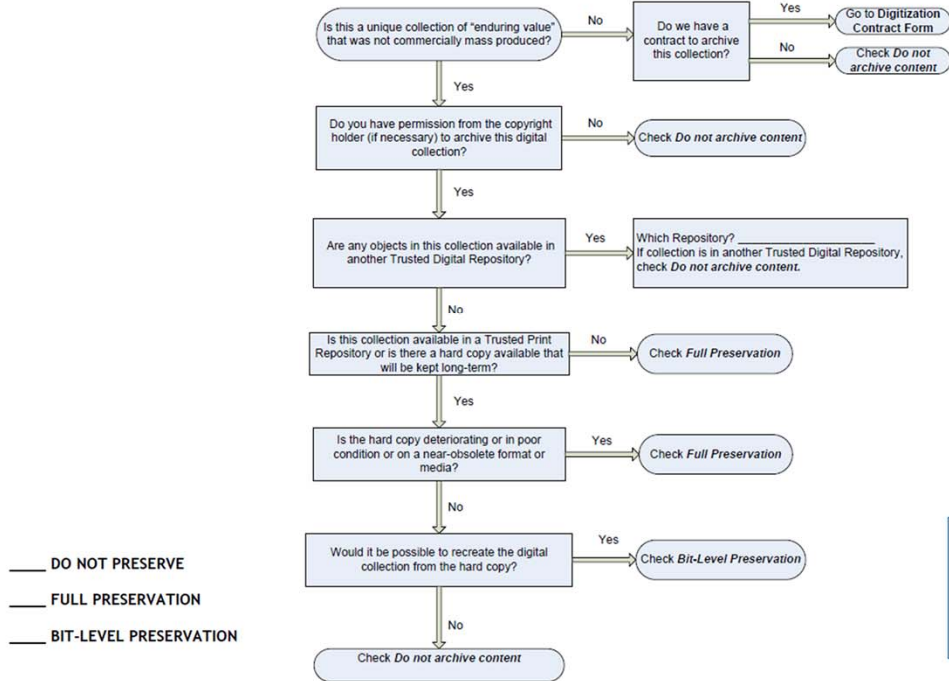 Is this a unique collection of “enduring value”
that was not commercially mass produced?
No
Do we have a
contract to archive
this collection?
Yes
Go to Digitization
Contract Form
No
Check Do not
archive content
Yes
Do you have permission from the copyright
holder (if necessary) to archive this digital
collection?
No
Check Do not archive content
Yes
Are any objects in this collection available in
another Trusted Digital Repository?
Yes
Which Repository? ____________________
If collection is in another Trusted Digital Repository,
check Do not archive content.
No
Is this collection available in a Trusted Print
Repository or is there a hard copy available that
will be kept long-term?
No
Check Full Preservation
Yes
Is the hard copy deteriorating or in poor
condition or on a near-obsolete format or
media?
Yes
Check Full Preservation
No
Would it be possible to recreate the digital
collection from the hard copy?
Yes
Check Bit-Level Preservation
No
Check Do not archive content
____ DO NOT PRESERVE
____ FULL PRESERVATION
____ BIT-LEVEL PRESERVATION